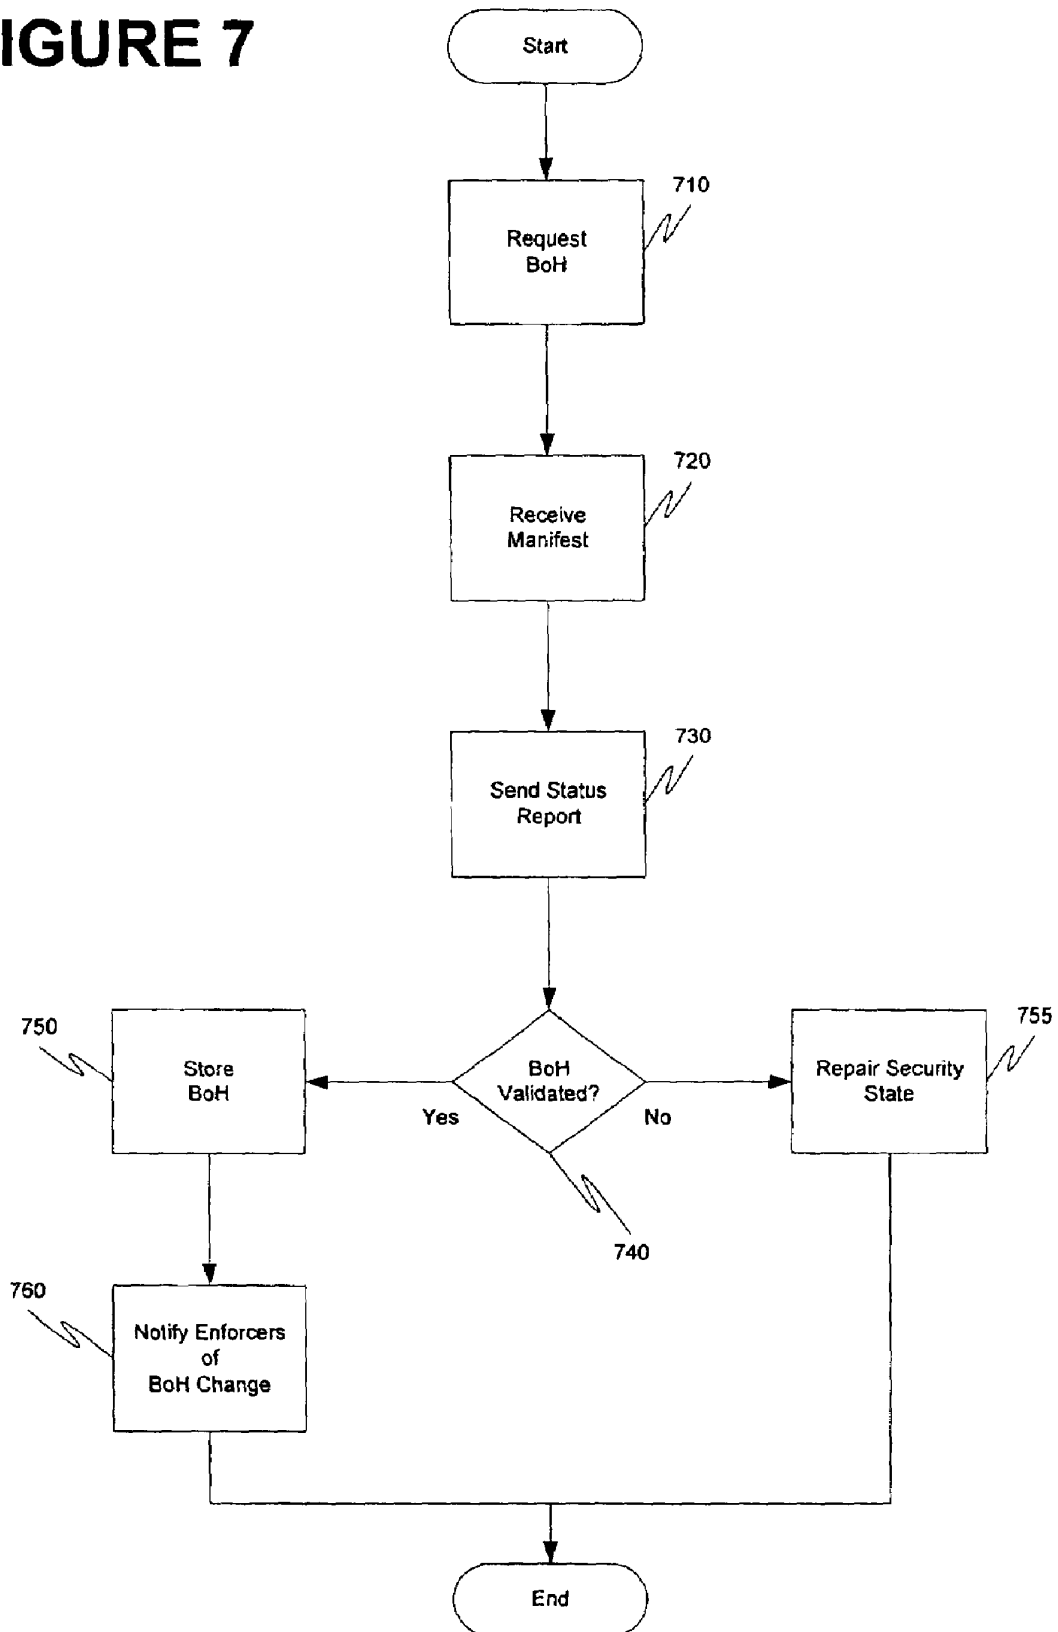 IGURE 7
Start
710
Request
BoH
720
Receive
Manifest
730
Send Status
Report
750
Store
BoH
BoH
Validated?
Yes
No
755
Repair Security
State
740
760
Notify Enforcers
of
BoH Change
End